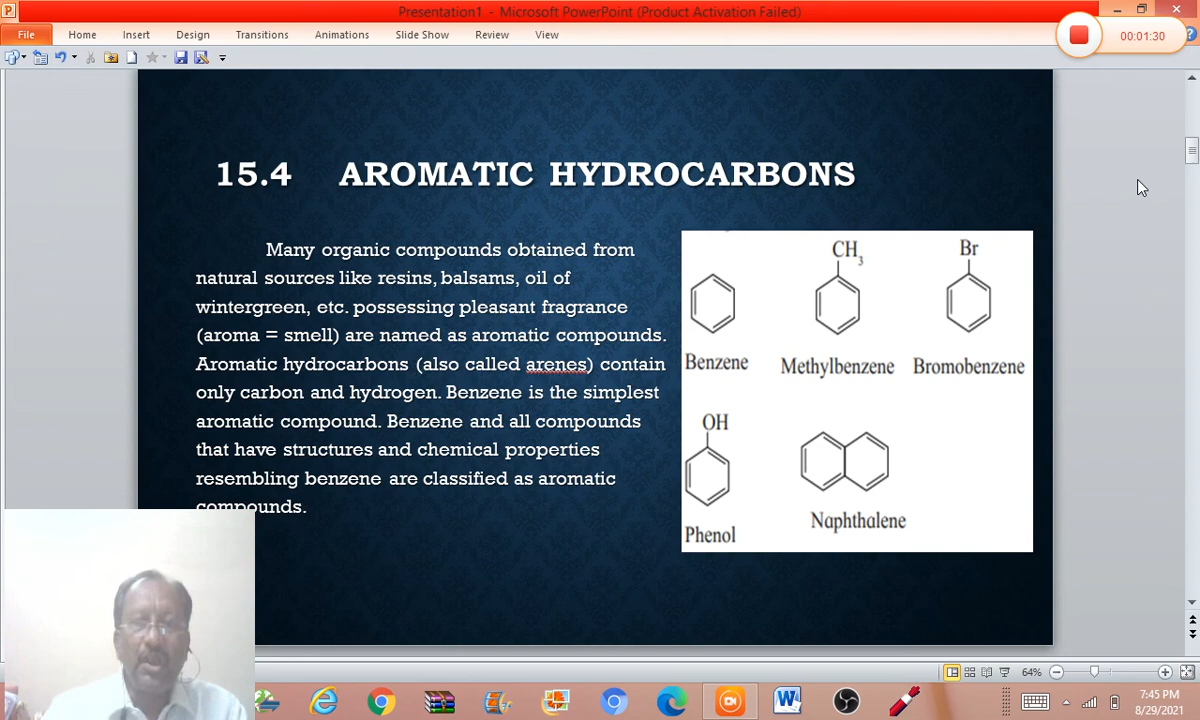 Presentation1 - Microsoft PowerPoint (Product Activation Failed)
File Home Insert Design Transitions Animations Slide Show Review View
00:01:30
15.4 AROMATIC HYDROCARBONS
Many organic compounds obtained from
natural sources like resins, balsams, oil of
wintergreen, etc. possessing pleasant fragrance
(aroma = smell) are named as aromatic compounds.
Aromatic hydrocarbons (also called arenes) contain
only carbon and hydrogen. Benzene is the simplest
aromatic compound. Benzene and all compounds
that have structures and chemical properties
resembling benzene are classified as aromatic
compounds.
CH3
Br
Benzene
Methylbenzene
Bromobenzene
OH
Phenol
Naphthalene
64%
7:45 PM
8/29/2021